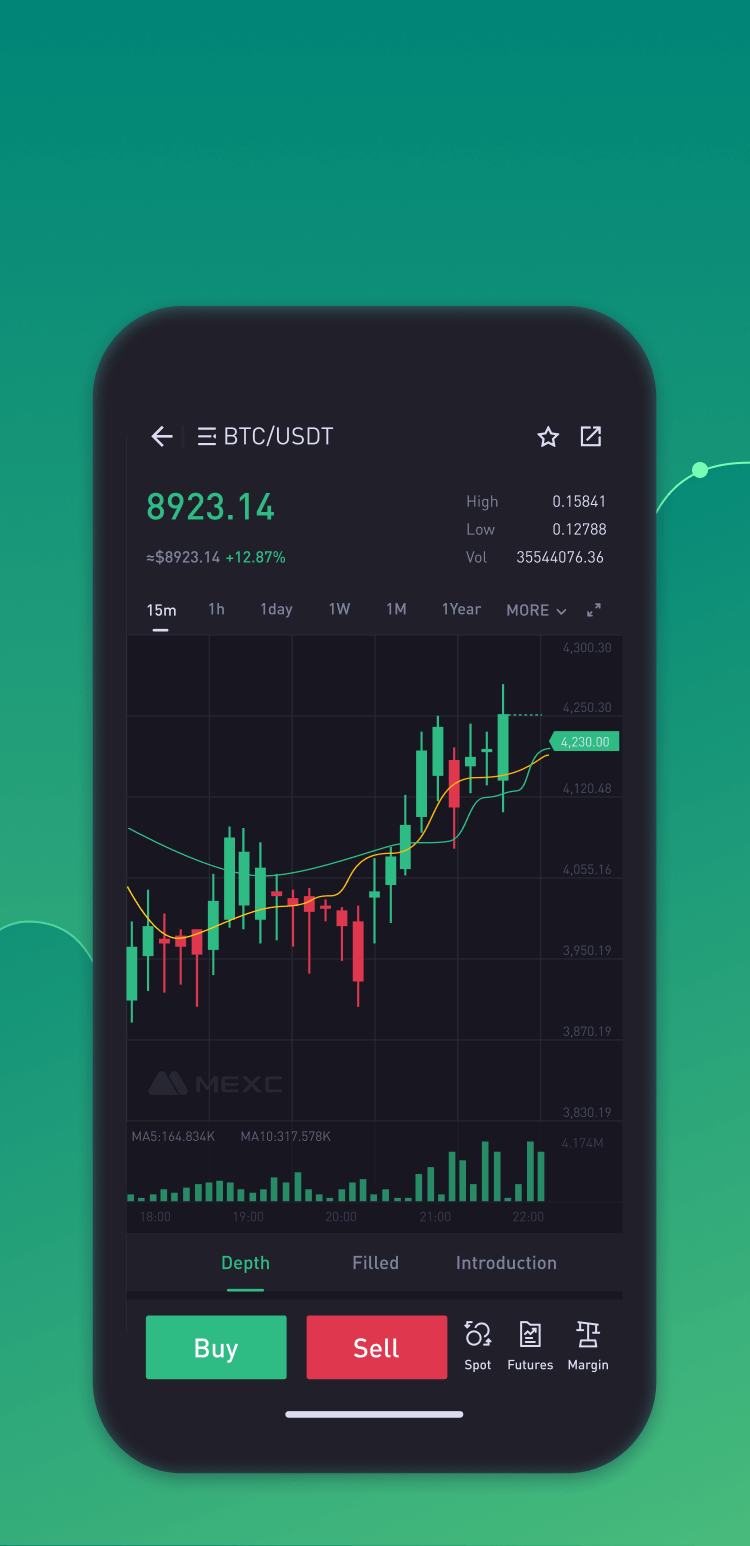 BTC/USDT
8923.14
High 0.15841
Low 0.12788
≈$8923.14 +12.87%
Vol 35544076.36
15m 1h 1day 1W 1M 1Year MORE
4,300.30
4,250.30
4,230.00
4,120.48
4,055.16
3,950.19
3,870.19
MEXC
3,830.19
MA5:164.834K MA10:317.578K
4.174M
18:00 19:00 20:00 21:00 22:00
Depth Filled Introduction
Buy Sell
Spot Futures Margin